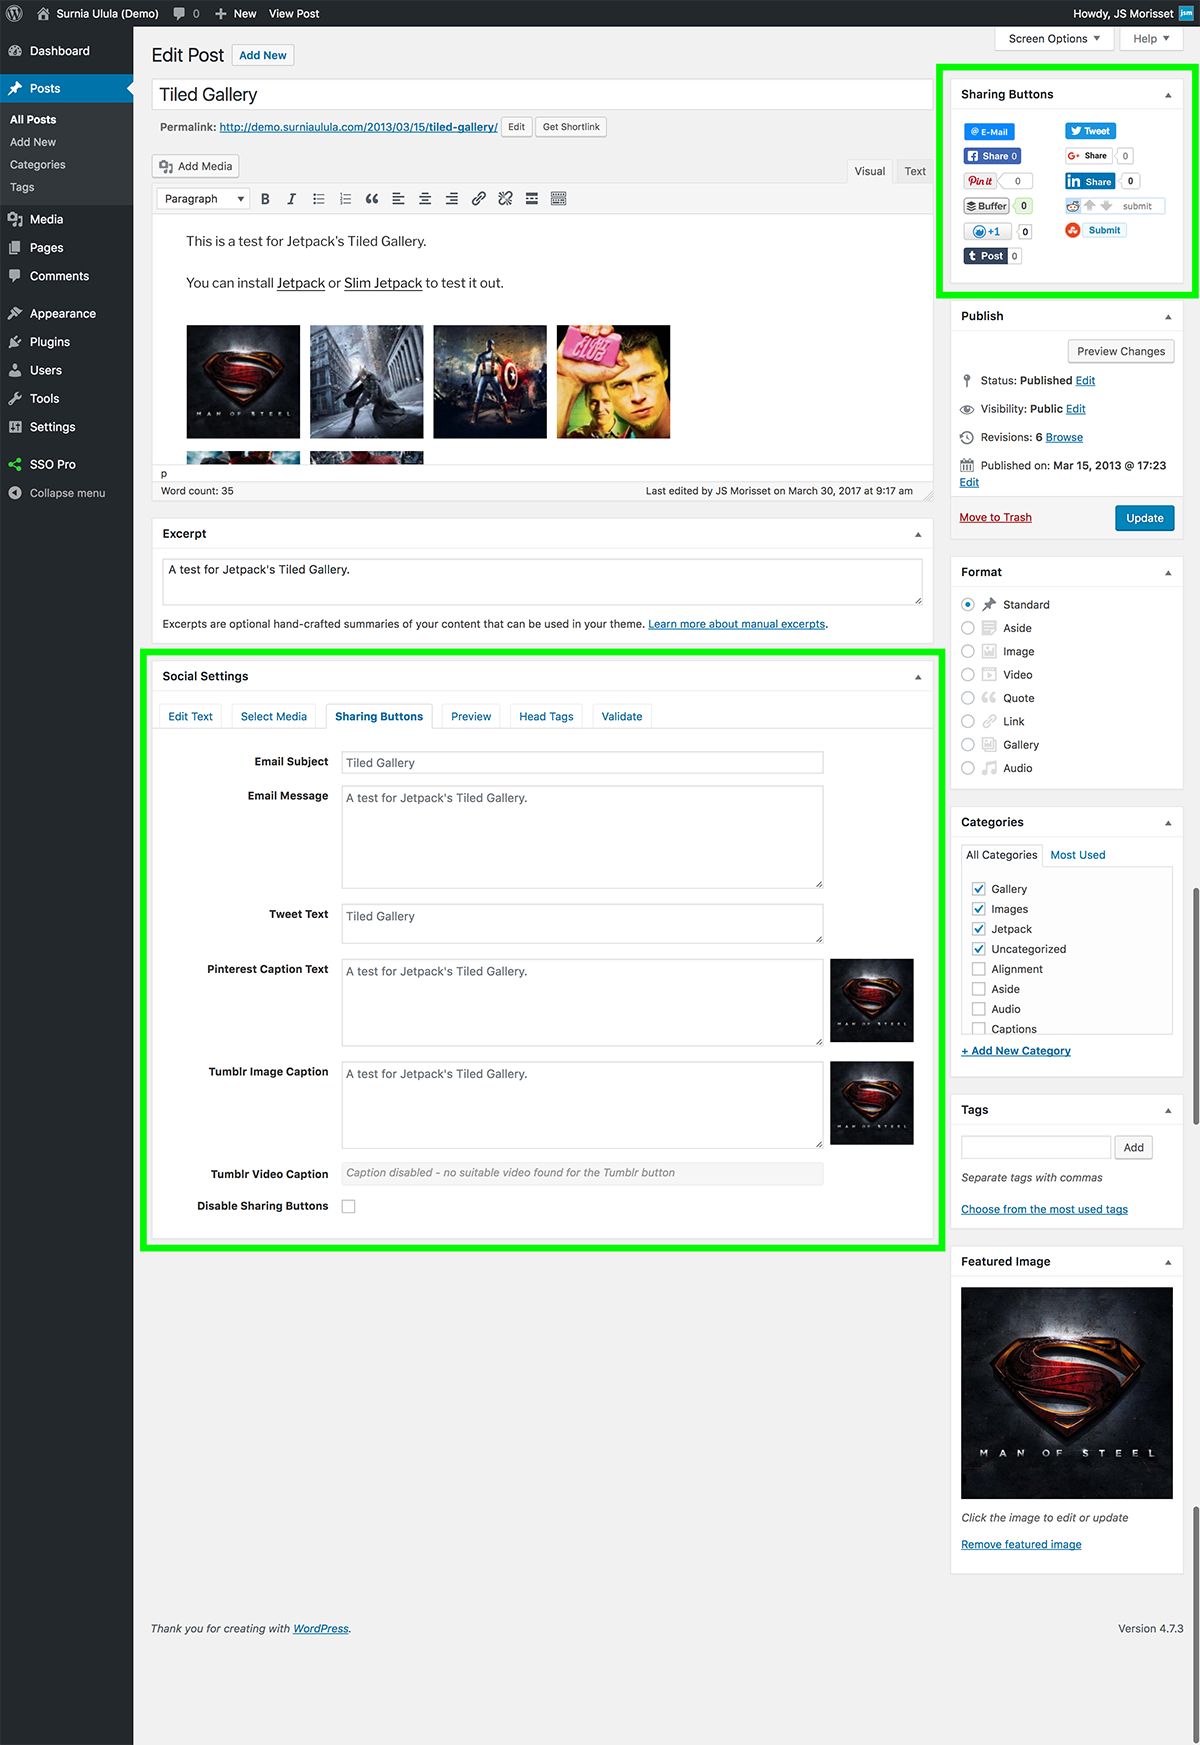 Surnia Ulula (Demo) 0 New View Post Howdy, JS Morisset jsm
Dashboard
Posts
All Posts
Add New
Categories
Tags
Media
Pages
Comments
Appearance
Plugins
Users
Tools
Settings
SSO Pro
Collapse menu
Screen Options Help
Edit Post Add New
Tiled Gallery
Permalink: http://demo.surniaulula.com/2013/03/15/tiled-gallery/ Edit Get Shortlink
Add Media Visual Text
Paragraph B I
This is a test for Jetpack's Tiled Gallery.
You can install Jetpack or Slim Jetpack to test it out.
FIGHT
CLUB
MAN OF STEEL
p
Word count: 35 Last edited by JS Morisset on March 30, 2017 at 9:17 am
Excerpt
A test for Jetpack's Tiled Gallery.
Excerpts are optional hand-crafted summaries of your content that can be used in your theme. Learn more about manual excerpts.
Social Settings
Edit Text Select Media Sharing Buttons Preview Head Tags Validate
Email Subject Tiled Gallery
Email Message A test for Jetpack's Tiled Gallery.
Tweet Text Tiled Gallery
Pinterest Caption Text A test for Jetpack's Tiled Gallery.
MAN OF STEEL
Tumblr Image Caption A test for Jetpack's Tiled Gallery.
MAN OF STEEL
Tumblr Video Caption Caption disabled - no suitable video found for the Tumblr button
Disable Sharing Buttons
Sharing Buttons
@ E-Mail Tweet
Share 0 G+ Share 0
Pin it 0 in Share 0
Buffer 0 submit
+1 0 Submit
t Post 0
Publish
Preview Changes
Status: Published Edit
Visibility: Public Edit
Revisions: 6 Browse
Published on: Mar 15, 2013 @ 17:23
Edit
Move to Trash Update
Format
Standard
Aside
Image
Video
Quote
Link
Gallery
Audio
Categories
All Categories Most Used
Gallery
Images
Jetpack
Uncategorized
Alignment
Aside
Audio
Captions
+ Add New Category
Tags
Add
Separate tags with commas
Choose from the most used tags
Featured Image
MAN OF STEEL
Click the image to edit or update
Remove featured image
Thank you for creating with WordPress. Version 4.7.3